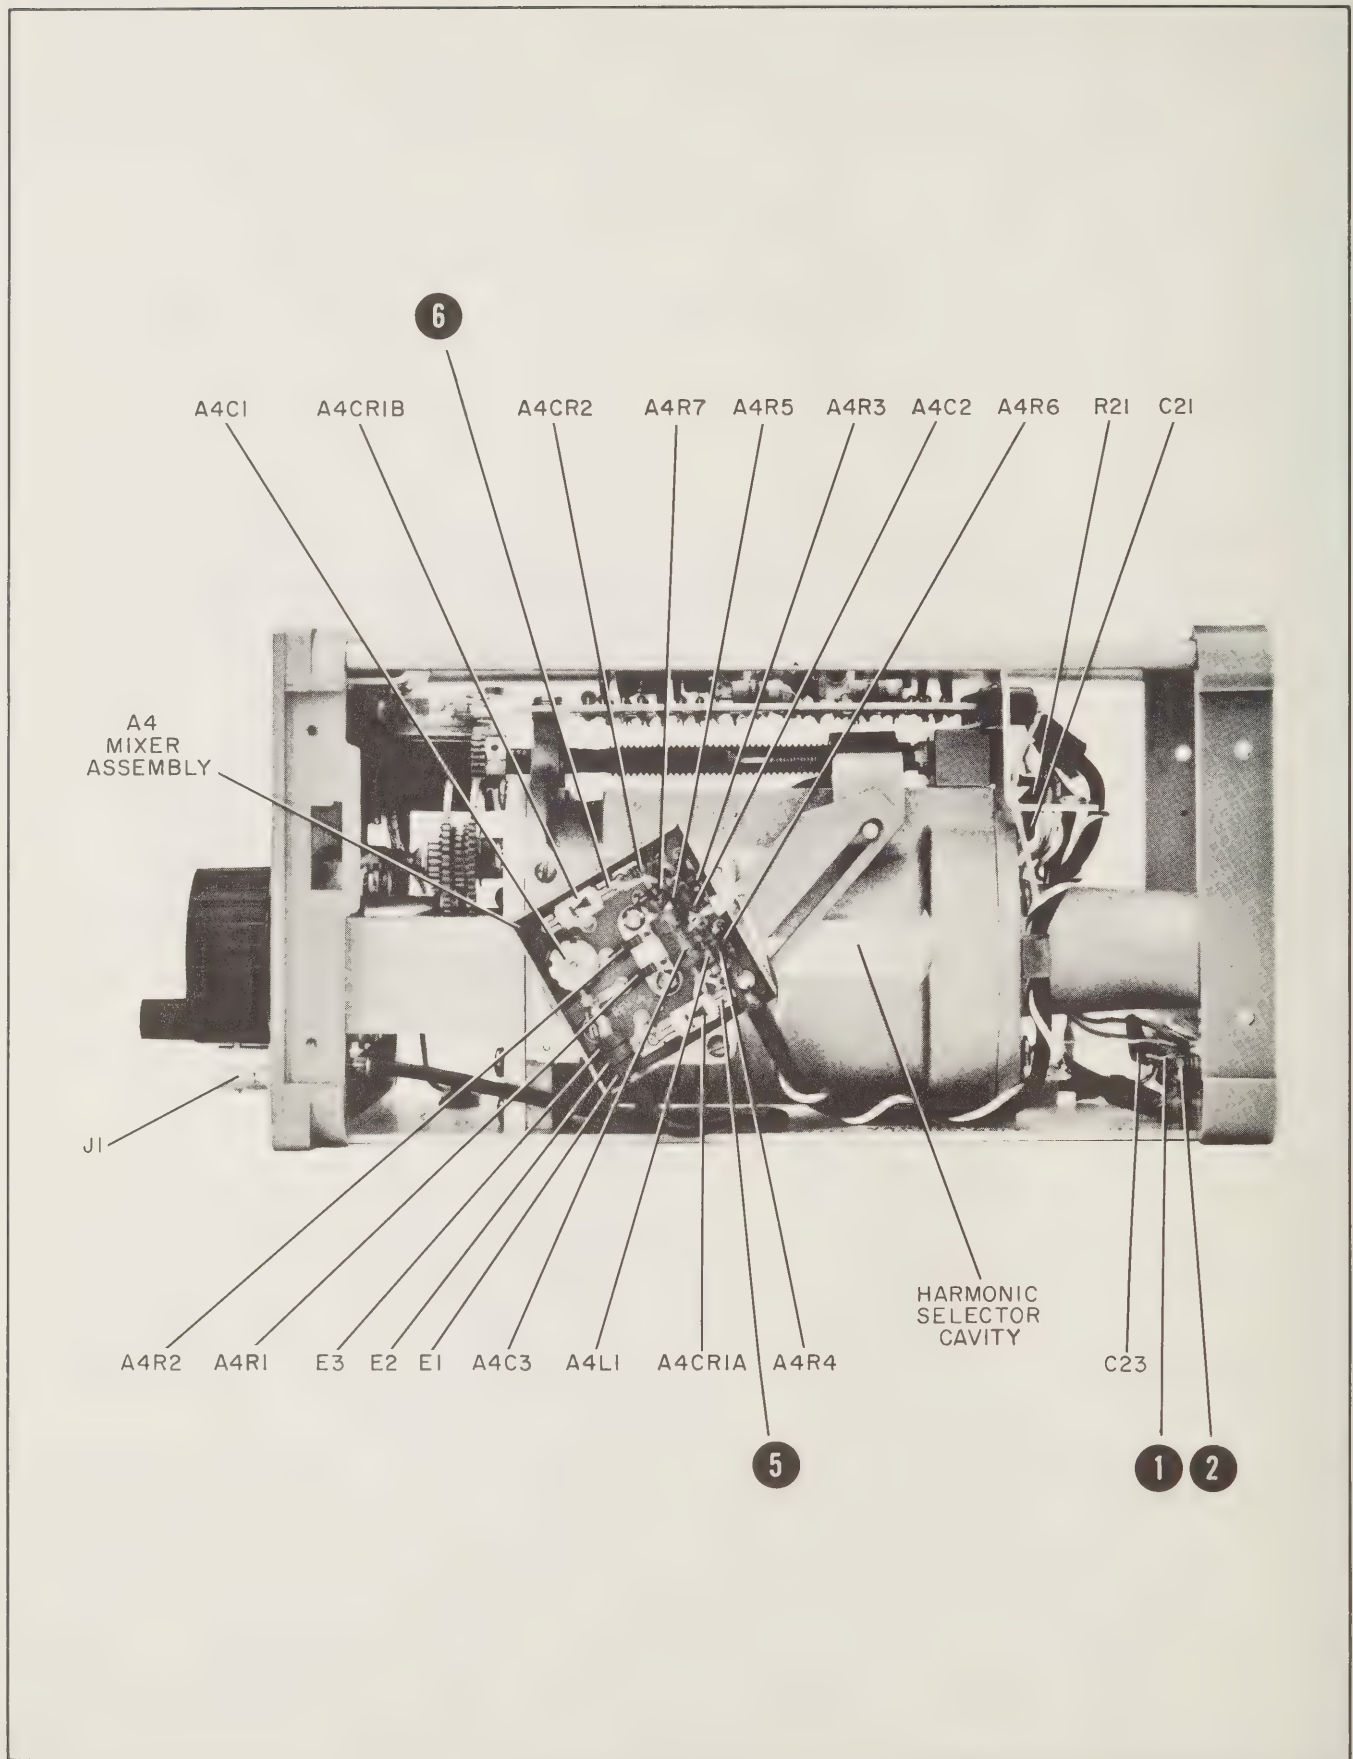 6
A4C1 A4CR1B A4CR2 A4R7 A4R5 A4R3 A4C2 A4R6 R21 C21
A4
MIXER
ASSEMBLY
J1
HARMONIC
SELECTOR
CAVITY
A4R2 A4R1 E3 E2 E1 A4C3 A4L1 A4CR1A A4R4 C23
5 1 2